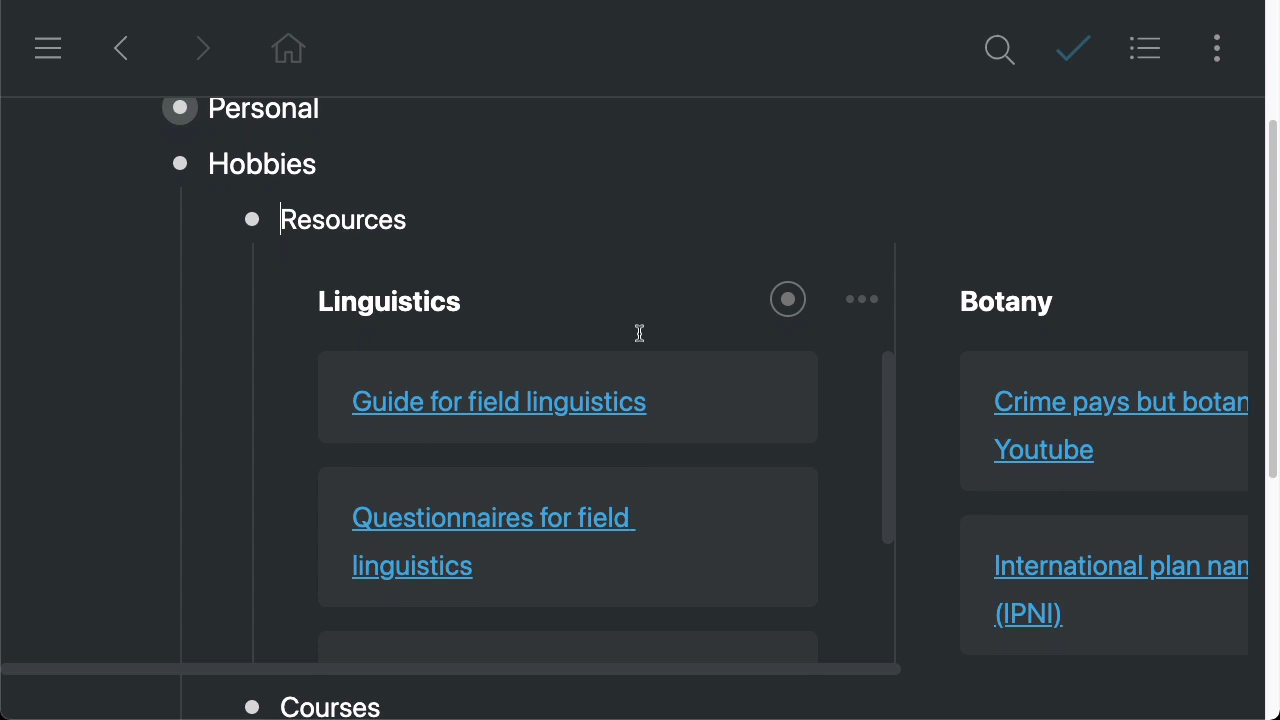 Personal
Hobbies
Resources
Linguistics
Guide for field linguistics
Questionnaires for field
linguistics
Botany
Crime pays but botan
Youtube
International plan nam
(IPNI)
Courses